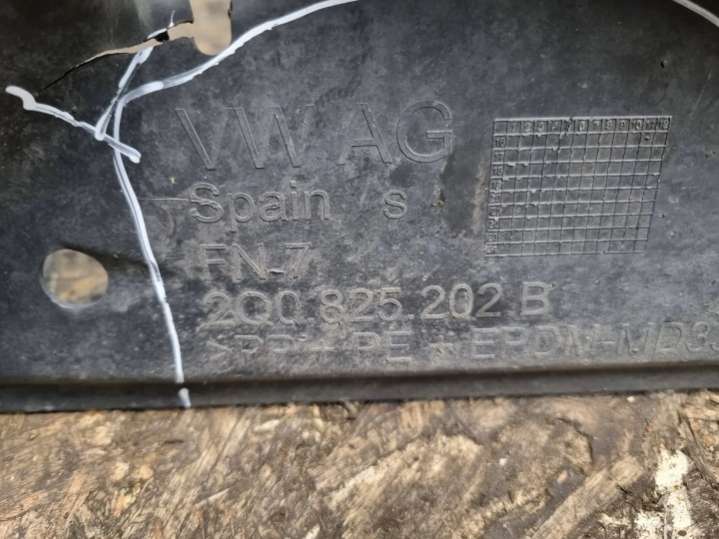 VW AG
Spain s
FN.7
2Q0.825.202.B
>PP + PE + EPDM-MD3